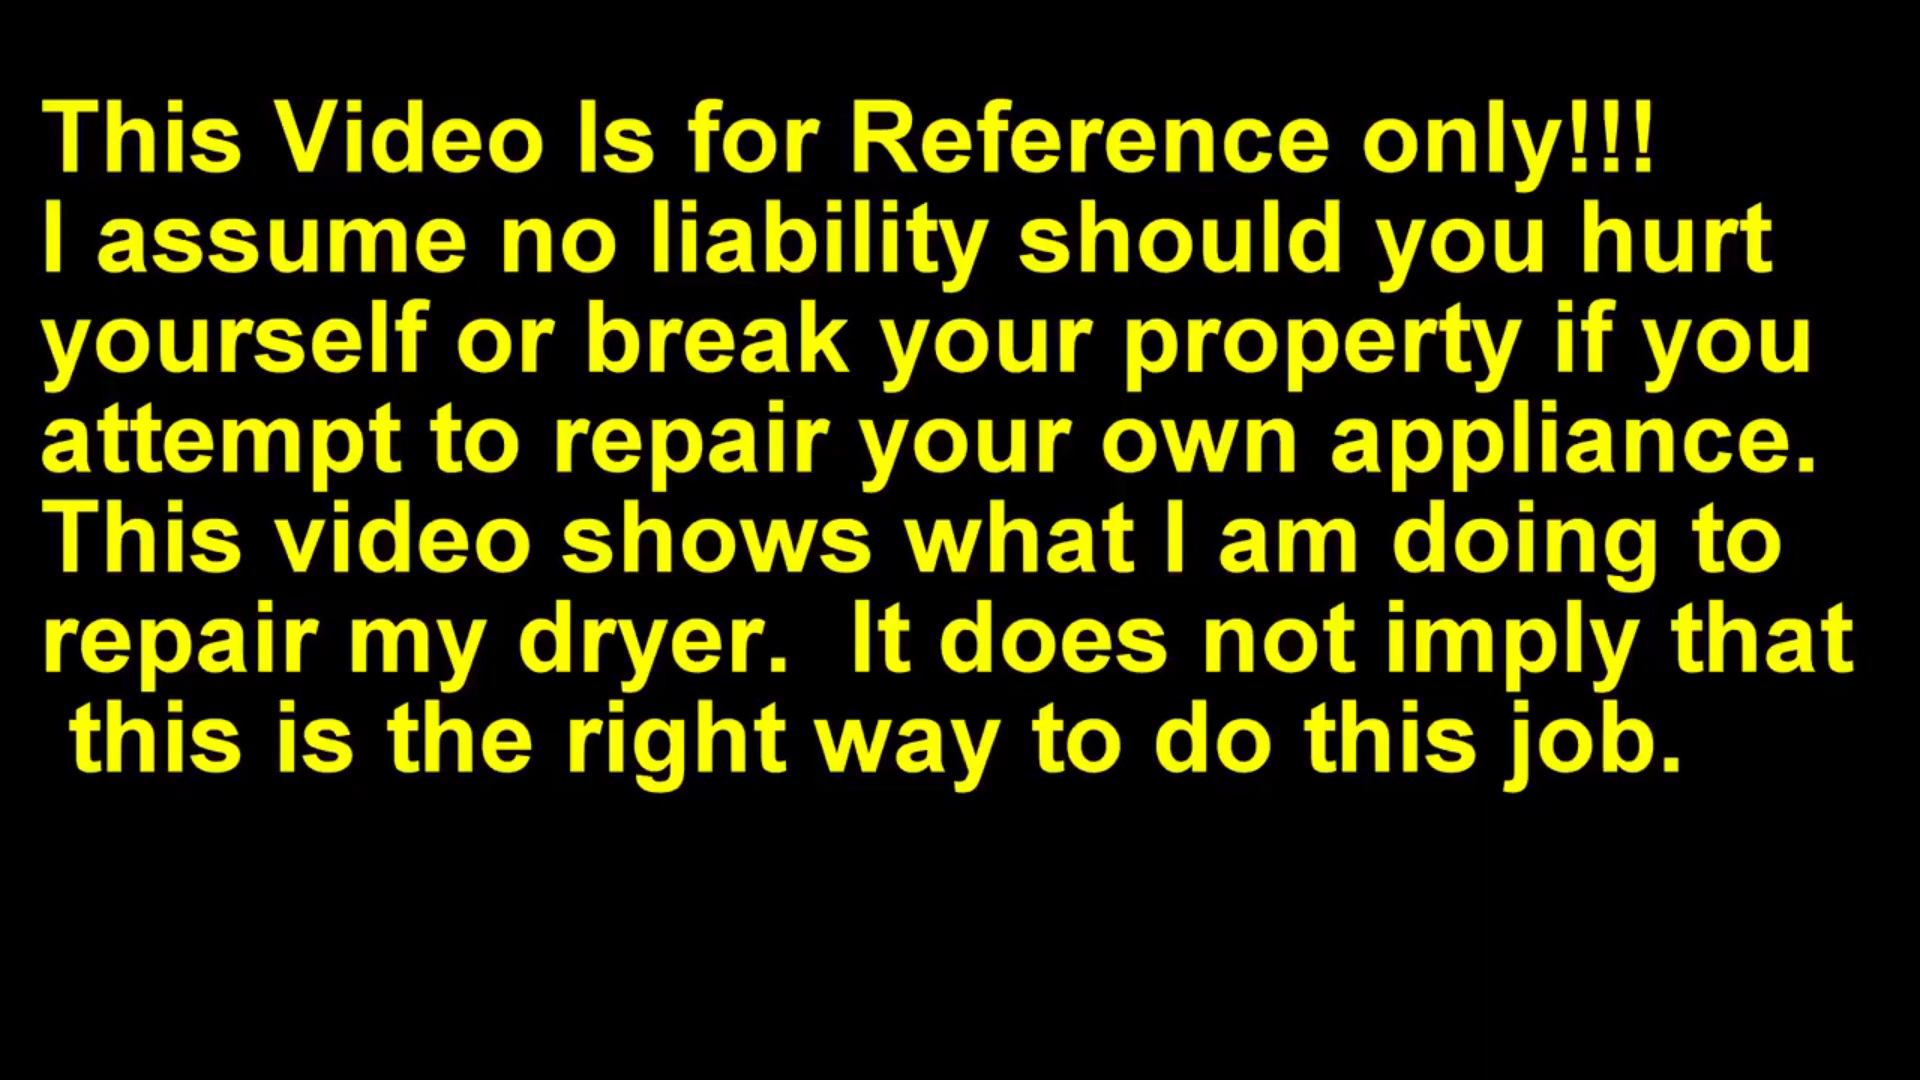 This Video Is for Reference only!!!
I assume no liability should you hurt
yourself or break your property if you
attempt to repair your own appliance.
This video shows what I am doing to
repair my dryer.  It does not imply that
this is the right way to do this job.